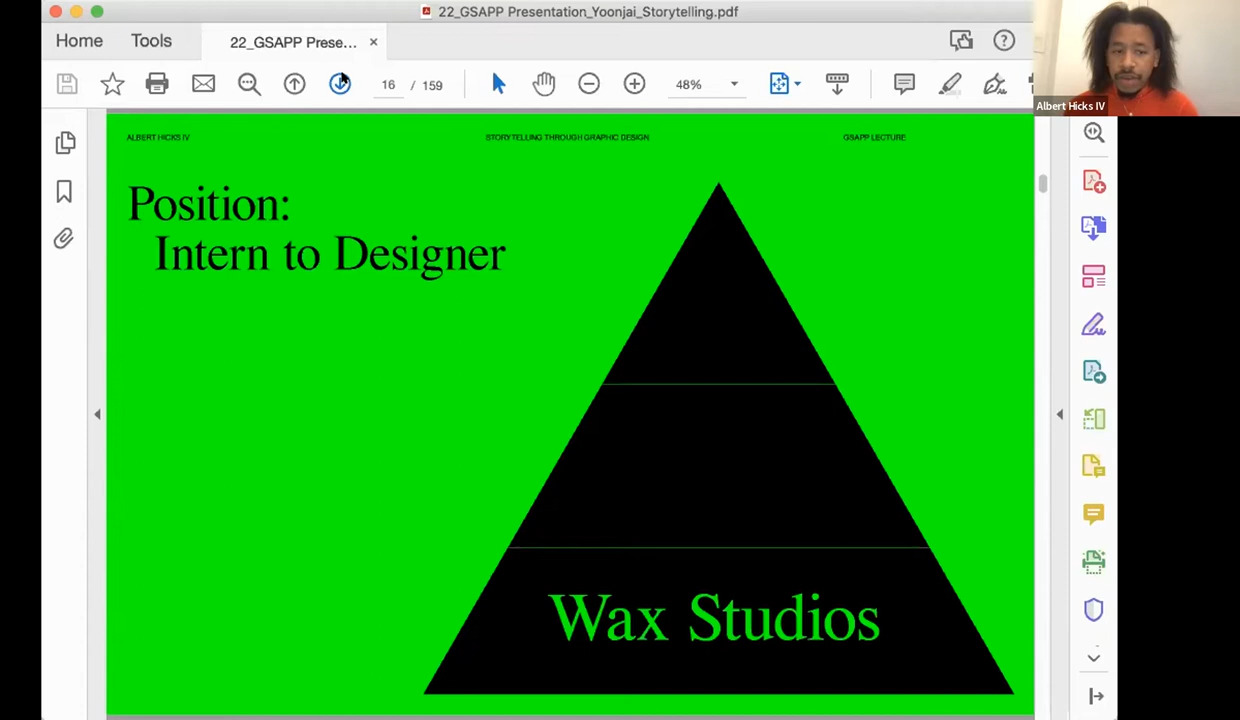 22_GSAPP Presentation_Yoonjai_Storytelling.pdf
Home
Tools
22_GSAPP Prese...
16 / 159
48%
Albert Hicks IV
ALBERT HICKS IV
STORYTELLING THROUGH GRAPHIC DESIGN
GSAPP LECTURE
Position:
Intern to Designer
Wax Studios